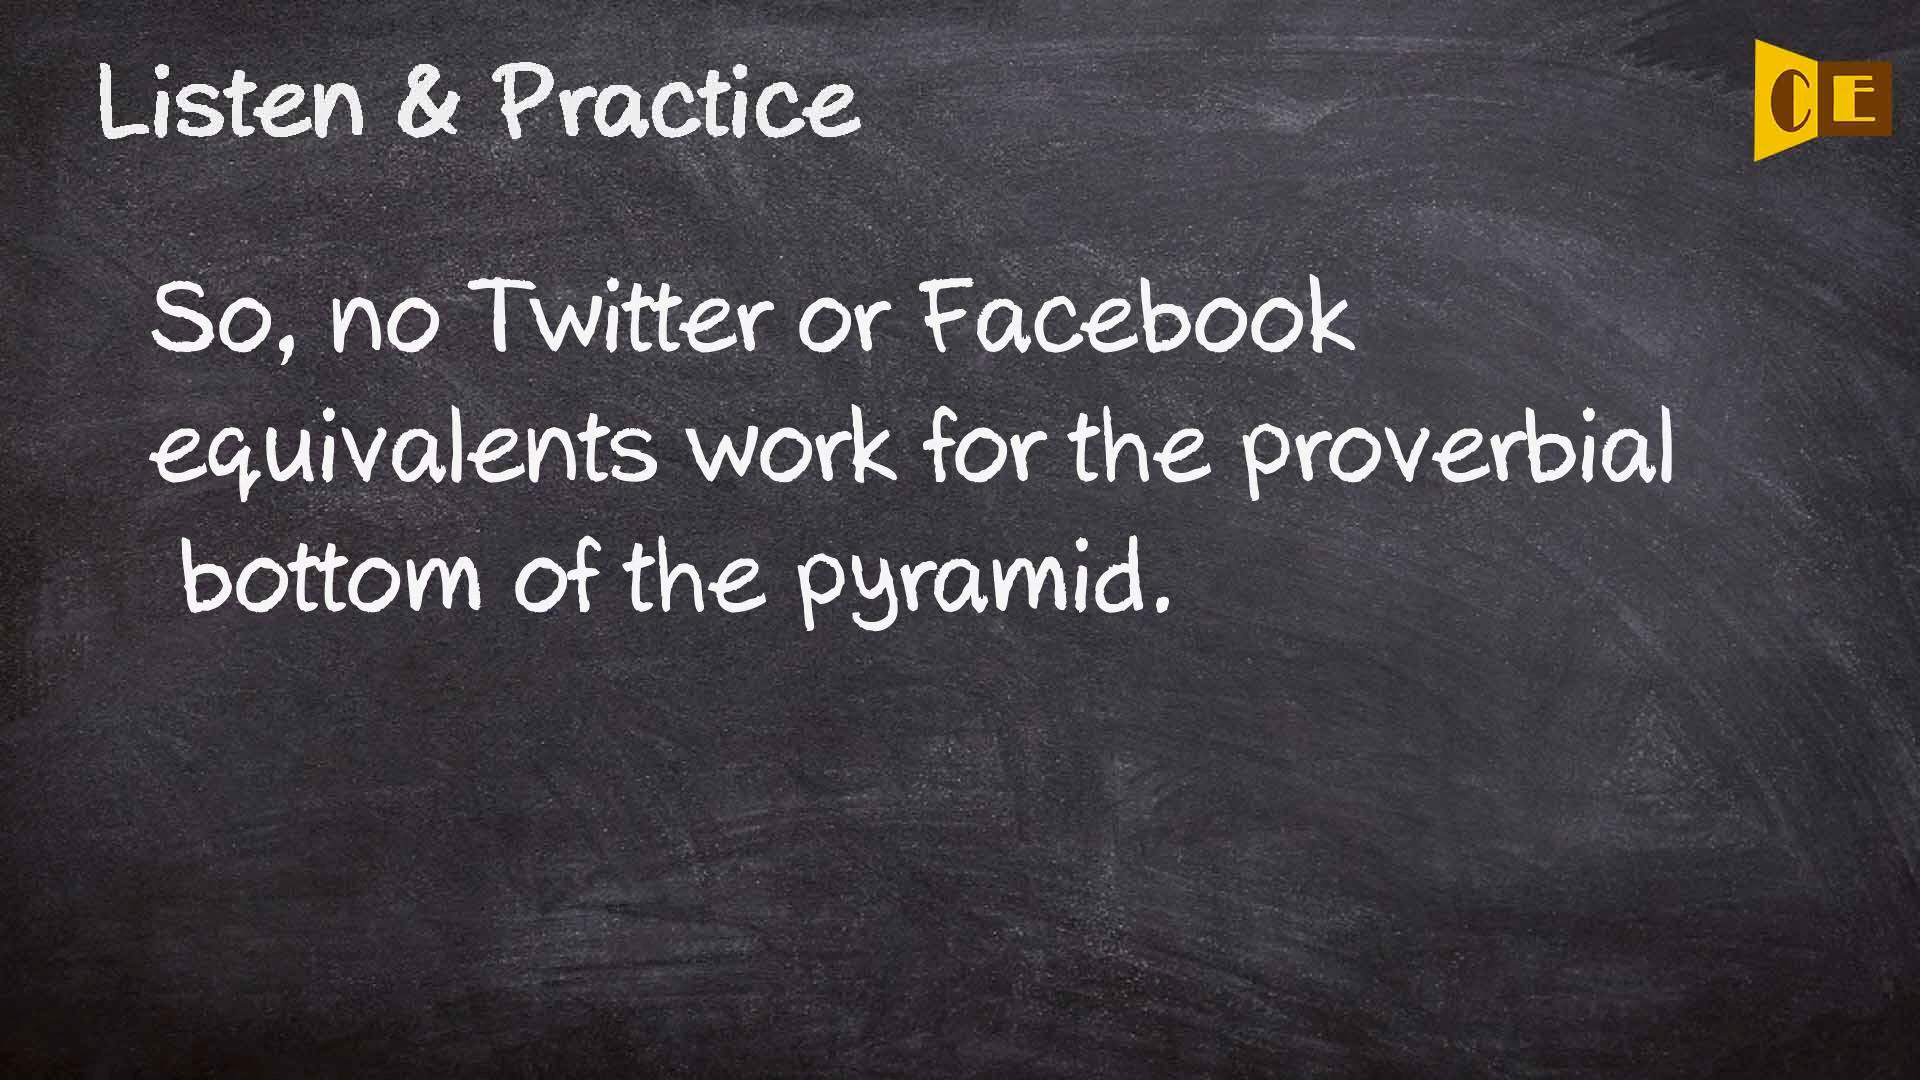 Listen & Practice
CE
So, no Twitter or Facebook
equivalents work for the proverbial
bottom of the pyramid.